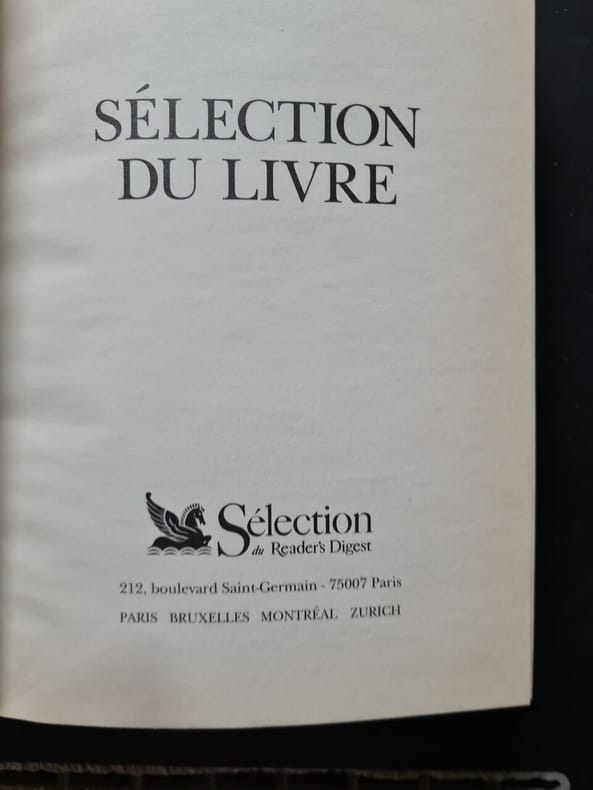 SÉLECTION
DU LIVRE
Sélection
du Reader's Digest
212, boulevard Saint-Germain - 75007 Paris
PARIS BRUXELLES MONTRÉAL ZURICH